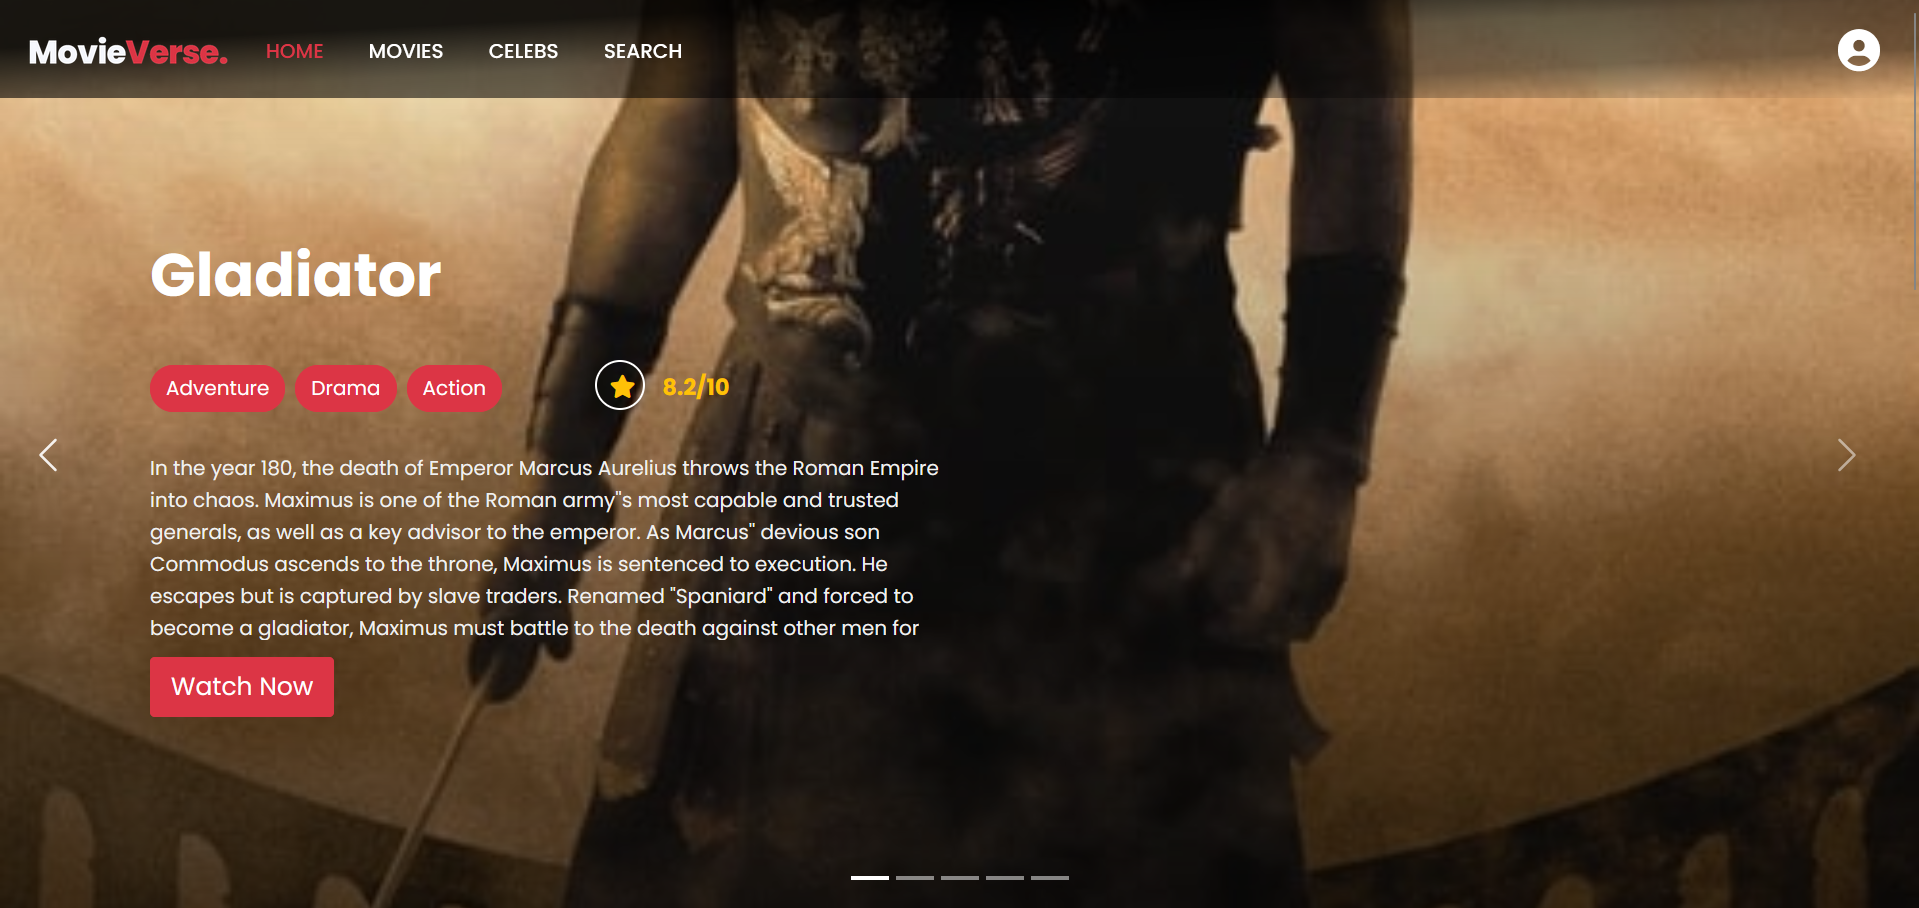 MovieVerse. HOME MOVIES CELEBS SEARCH
Gladiator
Adventure Drama Action 8.2/10
In the year 180, the death of Emperor Marcus Aurelius throws the Roman Empire
into chaos. Maximus is one of the Roman army"s most capable and trusted
generals, as well as a key advisor to the emperor. As Marcus" devious son
Commodus ascends to the throne, Maximus is sentenced to execution. He
escapes but is captured by slave traders. Renamed "Spaniard" and forced to
become a gladiator, Maximus must battle to the death against other men for
Watch Now